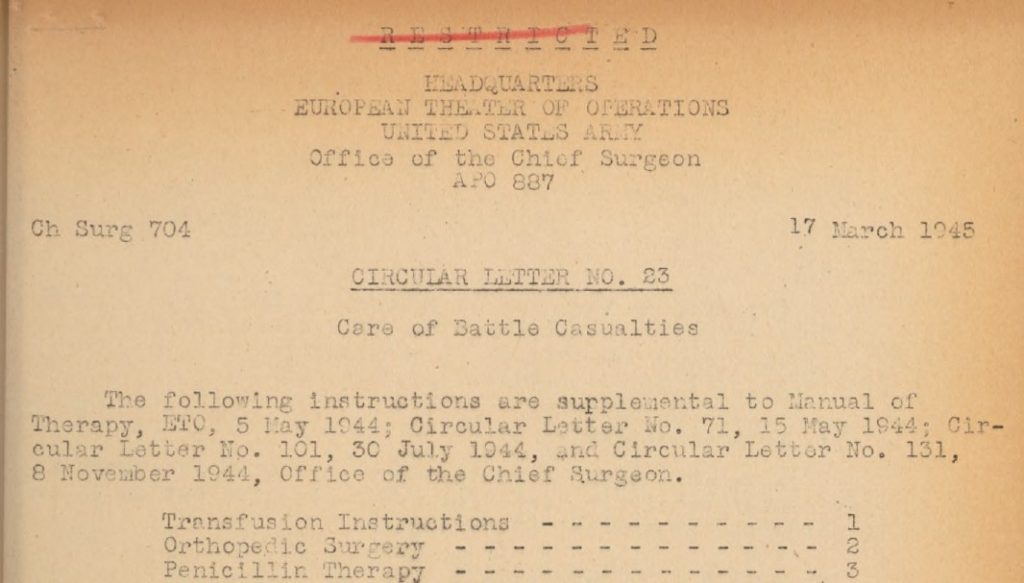 R E S T R I C T E D
HEADQUARTERS
EUROPEAN THEATER OF OPERATIONS
UNITED STATES ARMY
Office of the Chief Surgeon
APO 887
Ch Surg 704 17 March 1945
CIRCULAR LETTER NO. 23
Care of Battle Casualties
The following instructions are supplemental to Manual of
Therapy, ETO, 5 May 1944; Circular Letter No. 71, 15 May 1944; Cir-
cular Letter No. 101, 30 July 1944, and Circular Letter No. 131,
8 November 1944, Office of the Chief Surgeon.
Transfusion Instructions - - - - - - - - - - - 1
Orthopedic Surgery - - - - - - - - - - - - - - 2
Penicillin Therapy - - - - - - - - - - - - - - 3